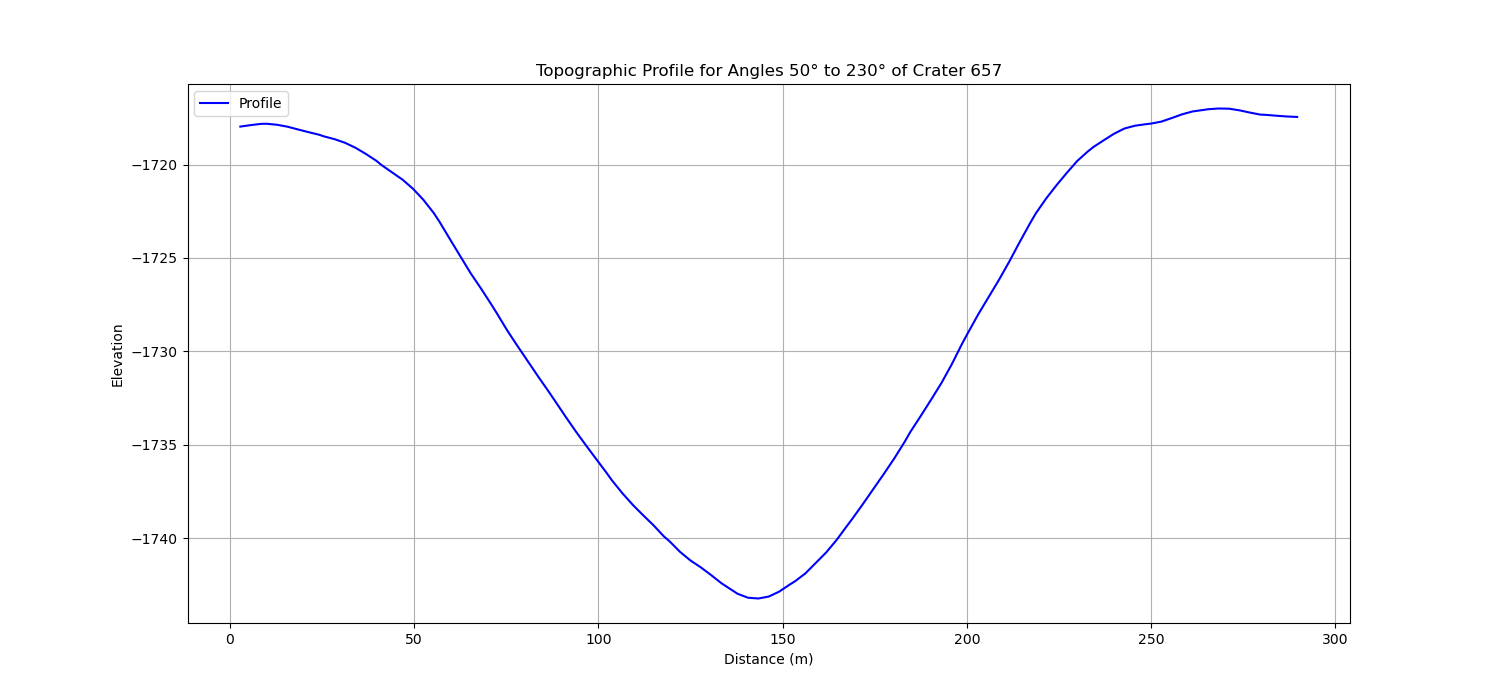 Topographic Profile for Angles 50° to 230° of Crater 657
Profile
−1720
−1725
−1730
−1735
−1740
Elevation
0 50 100 150 200 250 300
Distance (m)